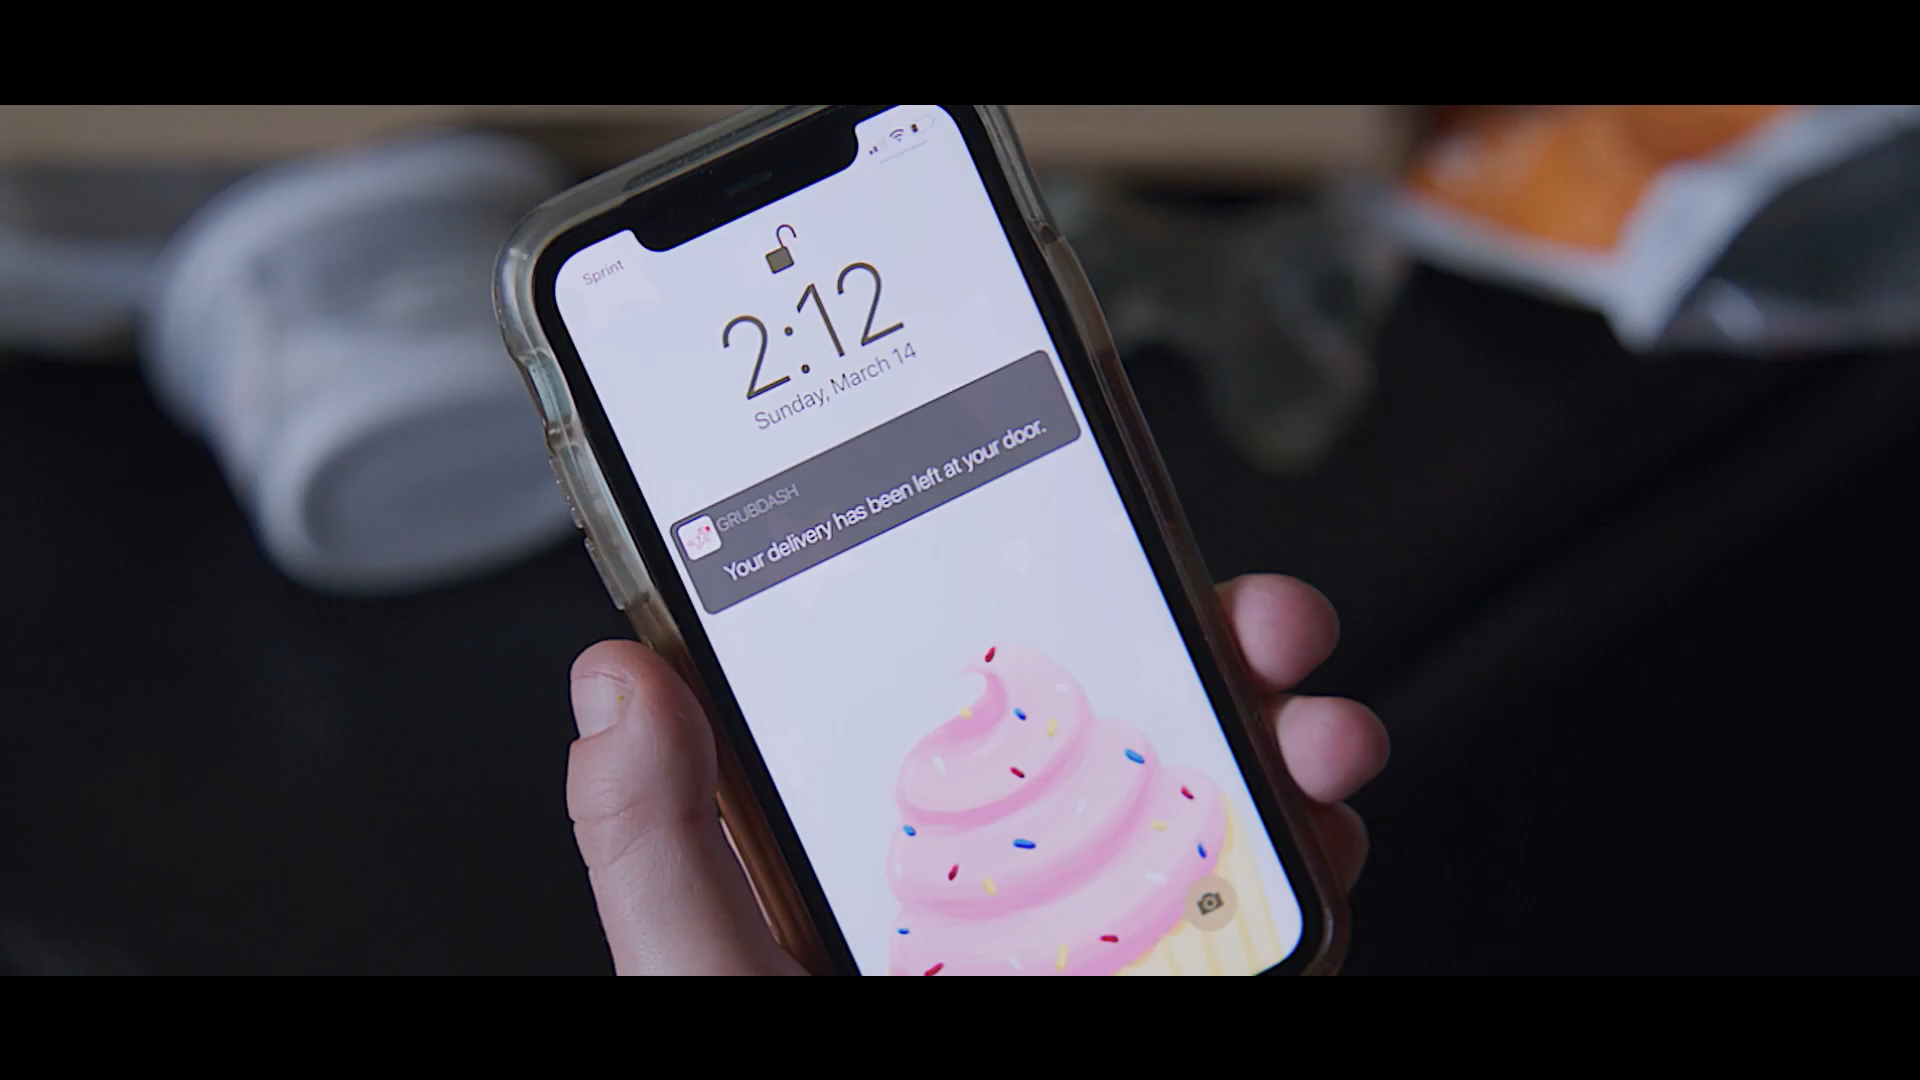 Sprint
2:12
Sunday, March 14
GRUBDASH
Your delivery has been left at your door.